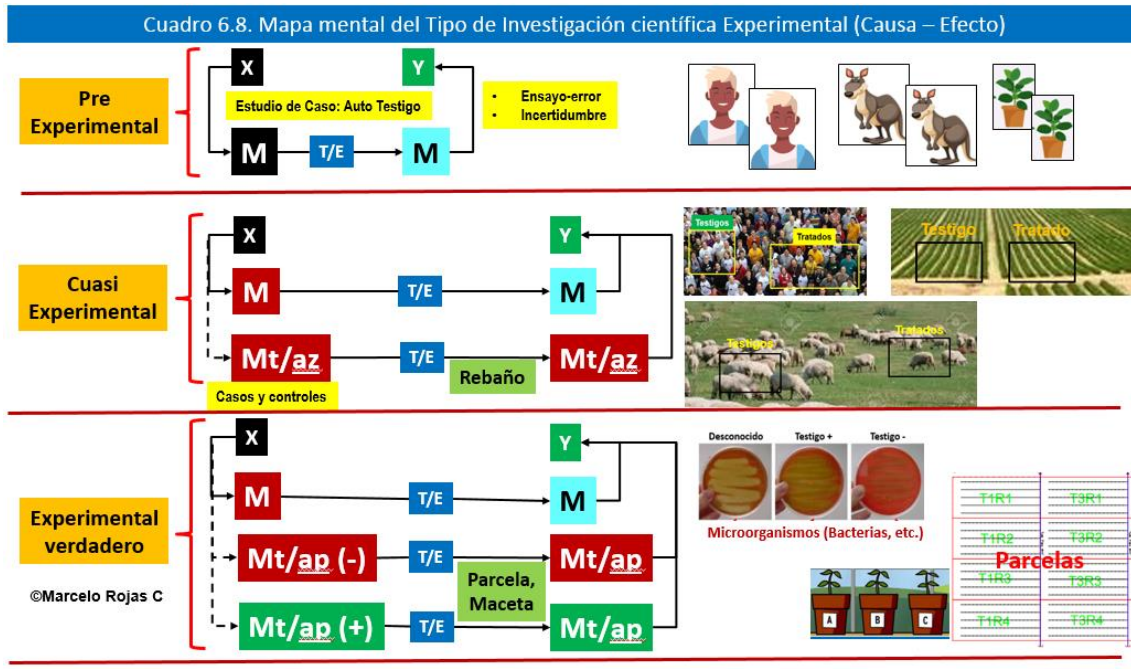 Cuadro 6.8. Mapa mental del Tipo de Investigación científica Experimental (Causa – Efecto)
Pre
Experimental
X
Y
Estudio de Caso: Auto Testigo
• Ensayo-error
• Incertidumbre
M
T/E
M
Cuasi
Experimental
X
Y
M
T/E
M
Mt/az
T/E
Mt/az
Rebaño
Casos y controles
Testigos
Tratados
Testigo
Tratado
Testigos
Tratados
Experimental
verdadero
X
Y
M
T/E
M
Mt/ap (-)
T/E
Mt/ap
Parcela,
Maceta
Mt/ap (+)
T/E
Mt/ap
©Marcelo Rojas C
Desconocido
Testigo +
Testigo -
Microorganismos (Bacterias, etc.)
A
B
C
T1R1
T3R1
T1R2
T3R2
Parcelas
T1R3
T3R3
T1R4
T3R4